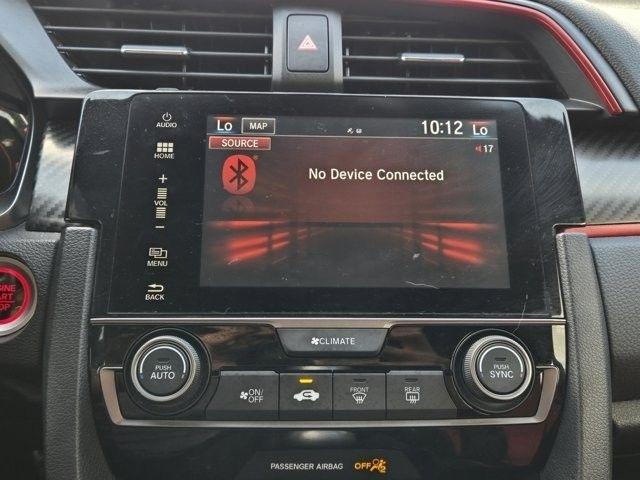 AUDIO
HOME
+
VOL
−
MENU
BACK
Lo MAP 10:12 Lo
SOURCE 17
No Device Connected
START
CLIMATE
PUSH
AUTO
ON/
OFF
FRONT
REAR
PUSH
SYNC
PASSENGER AIRBAG OFF